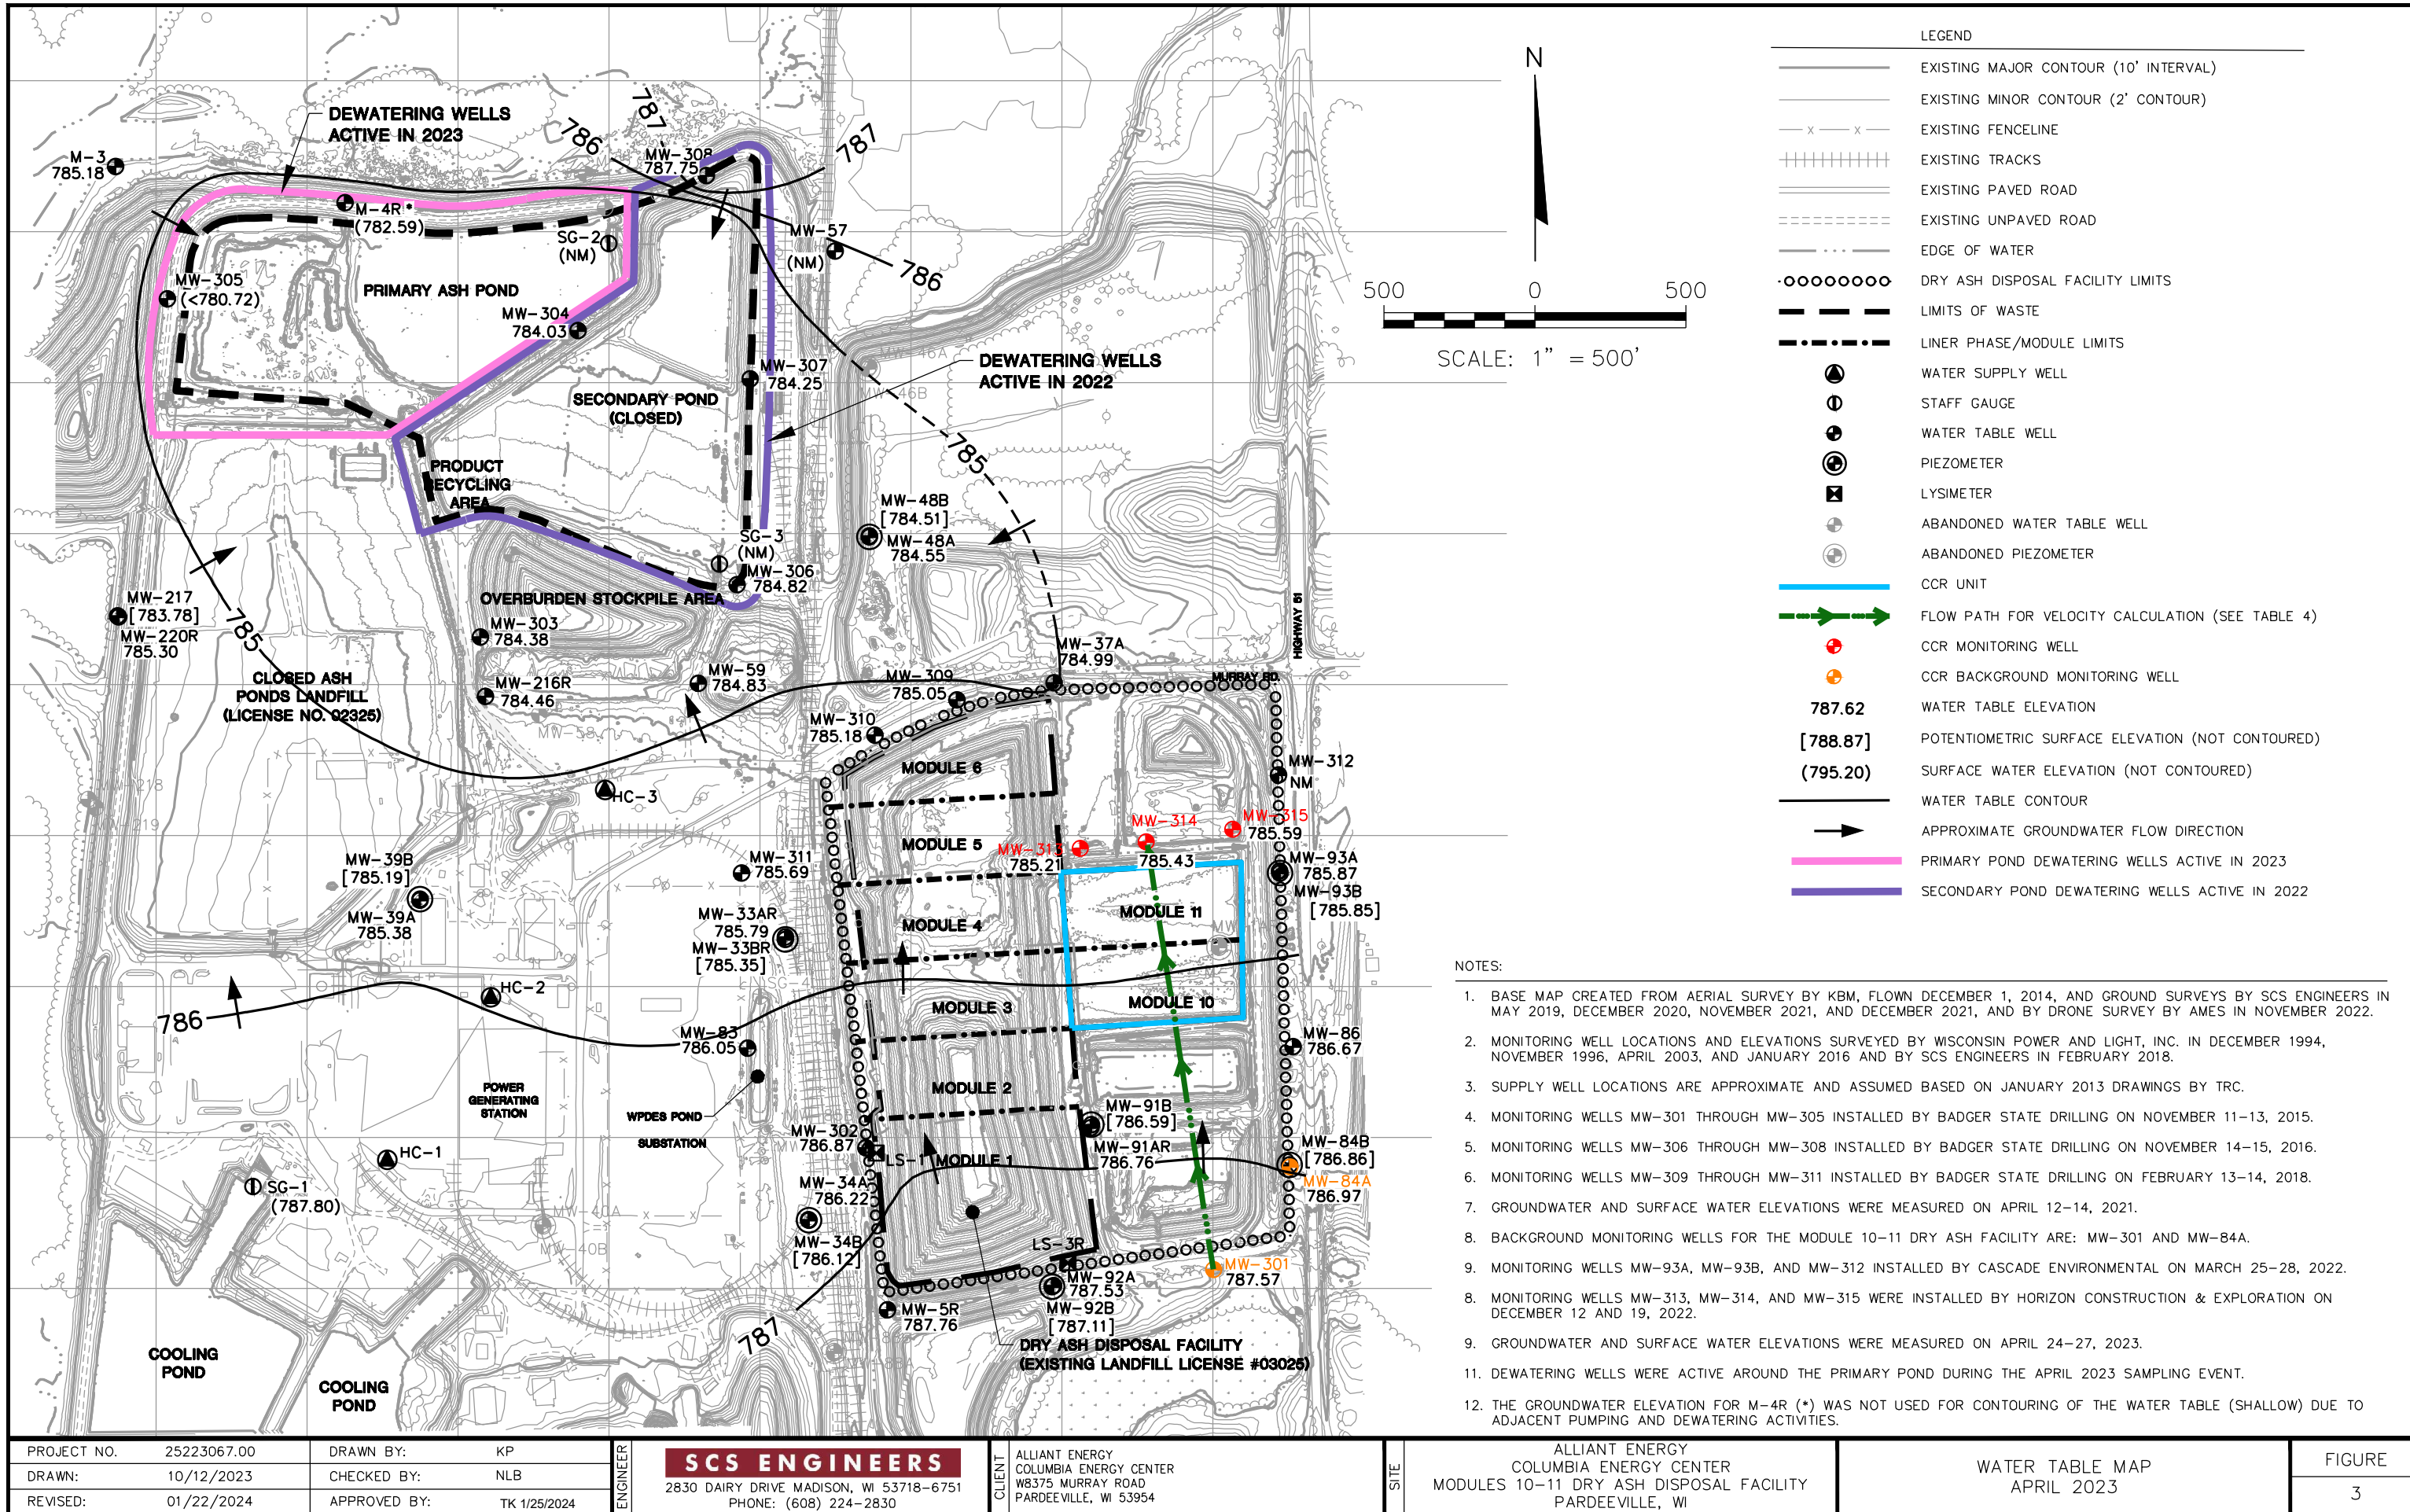 DEWATERING WELLS
ACTIVE IN 2023
787
786
787
M-3
785.18
MW-308
787.75
M-4R *
(782.59)
SG-2
(NM)
MW-57
(NM)
786
MW-305
(<780.72)
PRIMARY ASH POND
MW-304
784.03
MW-307
784.25
MW-46A
MW-46B
DEWATERING WELLS
ACTIVE IN 2022
SECONDARY POND
(CLOSED)
785
PRODUCT
RECYCLING
AREA
MW-48B
[784.51]
MW-48A
784.55
SG-3
(NM)
MW-306
784.82
OVERBURDEN STOCKPILE AREA
MW-217
[783.78]
MW-220R
785.30
785
MW-303
784.38
MW-37A
784.99
HIGHWAY 51
CLOSED ASH
PONDS LANDFILL
(LICENSE NO. 02325)
MW-216R
784.46
MW-59
784.83
MW-309
785.05
MURRAY RD.
MW-58
MW-310
785.18
MODULE 6
MW-312
NM
HC-3
MW-218
MW-219
MODULE 5
MW-313
785.21
MW-314
785.43
MW-315
785.59
MW-39B
[785.19]
MW-39A
785.38
MW-311
785.69
MW-93A
785.87
MW-93B
[785.85]
MW-33AR
785.79
MW-33BR
[785.35]
MODULE 4
MODULE 11
786
HC-2
MODULE 3
MODULE 10
MW-83
786.05
MW-86
786.67
POWER
GENERATING
STATION
WPDES POND
SUBSTATION
MODULE 2
MW-302
786.87
LS-1
MODULE 1
MW-91B
[786.59]
MW-91AR
786.76
MW-84B
[786.86]
MW-84A
786.97
HC-1
SG-1
(787.80)
MW-40A
MW-40B
MW-34A
786.22
MW-34B
[786.12]
LS-3R
MW-301
787.57
MW-92A
787.53
MW-92B
[787.11]
MW-5R
787.76
787
DRY ASH DISPOSAL FACILITY
(EXISTING LANDFILL LICENSE #03025)
COOLING
POND
COOLING
POND
N
500 0 500
SCALE: 1" = 500'
LEGEND
EXISTING MAJOR CONTOUR (10' INTERVAL)
EXISTING MINOR CONTOUR (2' CONTOUR)
EXISTING FENCELINE
EXISTING TRACKS
EXISTING PAVED ROAD
EXISTING UNPAVED ROAD
EDGE OF WATER
DRY ASH DISPOSAL FACILITY LIMITS
LIMITS OF WASTE
LINER PHASE/MODULE LIMITS
WATER SUPPLY WELL
STAFF GAUGE
WATER TABLE WELL
PIEZOMETER
LYSIMETER
ABANDONED WATER TABLE WELL
ABANDONED PIEZOMETER
CCR UNIT
FLOW PATH FOR VELOCITY CALCULATION (SEE TABLE 4)
CCR MONITORING WELL
CCR BACKGROUND MONITORING WELL
787.62 WATER TABLE ELEVATION
[788.87] POTENTIOMETRIC SURFACE ELEVATION (NOT CONTOURED)
(795.20) SURFACE WATER ELEVATION (NOT CONTOURED)
WATER TABLE CONTOUR
APPROXIMATE GROUNDWATER FLOW DIRECTION
PRIMARY POND DEWATERING WELLS ACTIVE IN 2023
SECONDARY POND DEWATERING WELLS ACTIVE IN 2022
NOTES:
1. BASE MAP CREATED FROM AERIAL SURVEY BY KBM, FLOWN DECEMBER 1, 2014, AND GROUND SURVEYS BY SCS ENGINEERS IN
MAY 2019, DECEMBER 2020, NOVEMBER 2021, AND DECEMBER 2021, AND BY DRONE SURVEY BY AMES IN NOVEMBER 2022.
2. MONITORING WELL LOCATIONS AND ELEVATIONS SURVEYED BY WISCONSIN POWER AND LIGHT, INC. IN DECEMBER 1994,
NOVEMBER 1996, APRIL 2003, AND JANUARY 2016 AND BY SCS ENGINEERS IN FEBRUARY 2018.
3. SUPPLY WELL LOCATIONS ARE APPROXIMATE AND ASSUMED BASED ON JANUARY 2013 DRAWINGS BY TRC.
4. MONITORING WELLS MW-301 THROUGH MW-305 INSTALLED BY BADGER STATE DRILLING ON NOVEMBER 11-13, 2015.
5. MONITORING WELLS MW-306 THROUGH MW-308 INSTALLED BY BADGER STATE DRILLING ON NOVEMBER 14-15, 2016.
6. MONITORING WELLS MW-309 THROUGH MW-311 INSTALLED BY BADGER STATE DRILLING ON FEBRUARY 13-14, 2018.
7. GROUNDWATER AND SURFACE WATER ELEVATIONS WERE MEASURED ON APRIL 12-14, 2021.
8. BACKGROUND MONITORING WELLS FOR THE MODULE 10-11 DRY ASH FACILITY ARE: MW-301 AND MW-84A.
9. MONITORING WELLS MW-93A, MW-93B, AND MW-312 INSTALLED BY CASCADE ENVIRONMENTAL ON MARCH 25-28, 2022.
8. MONITORING WELLS MW-313, MW-314, AND MW-315 WERE INSTALLED BY HORIZON CONSTRUCTION & EXPLORATION ON
DECEMBER 12 AND 19, 2022.
9. GROUNDWATER AND SURFACE WATER ELEVATIONS WERE MEASURED ON APRIL 24-27, 2023.
11. DEWATERING WELLS WERE ACTIVE AROUND THE PRIMARY POND DURING THE APRIL 2023 SAMPLING EVENT.
12. THE GROUNDWATER ELEVATION FOR M-4R (*) WAS NOT USED FOR CONTOURING OF THE WATER TABLE (SHALLOW) DUE TO
ADJACENT PUMPING AND DEWATERING ACTIVITIES.
PROJECT NO. 25223067.00 DRAWN BY: KP
DRAWN: 10/12/2023 CHECKED BY: NLB
REVISED: 01/22/2024 APPROVED BY: TK 1/25/2024
ENGINEER
SCS ENGINEERS
2830 DAIRY DRIVE MADISON, WI 53718-6751
PHONE: (608) 224-2830
CLIENT
ALLIANT ENERGY
COLUMBIA ENERGY CENTER
W8375 MURRAY ROAD
PARDEEVILLE, WI 53954
SITE
ALLIANT ENERGY
COLUMBIA ENERGY CENTER
MODULES 10-11 DRY ASH DISPOSAL FACILITY
PARDEEVILLE, WI
WATER TABLE MAP
APRIL 2023
FIGURE
3